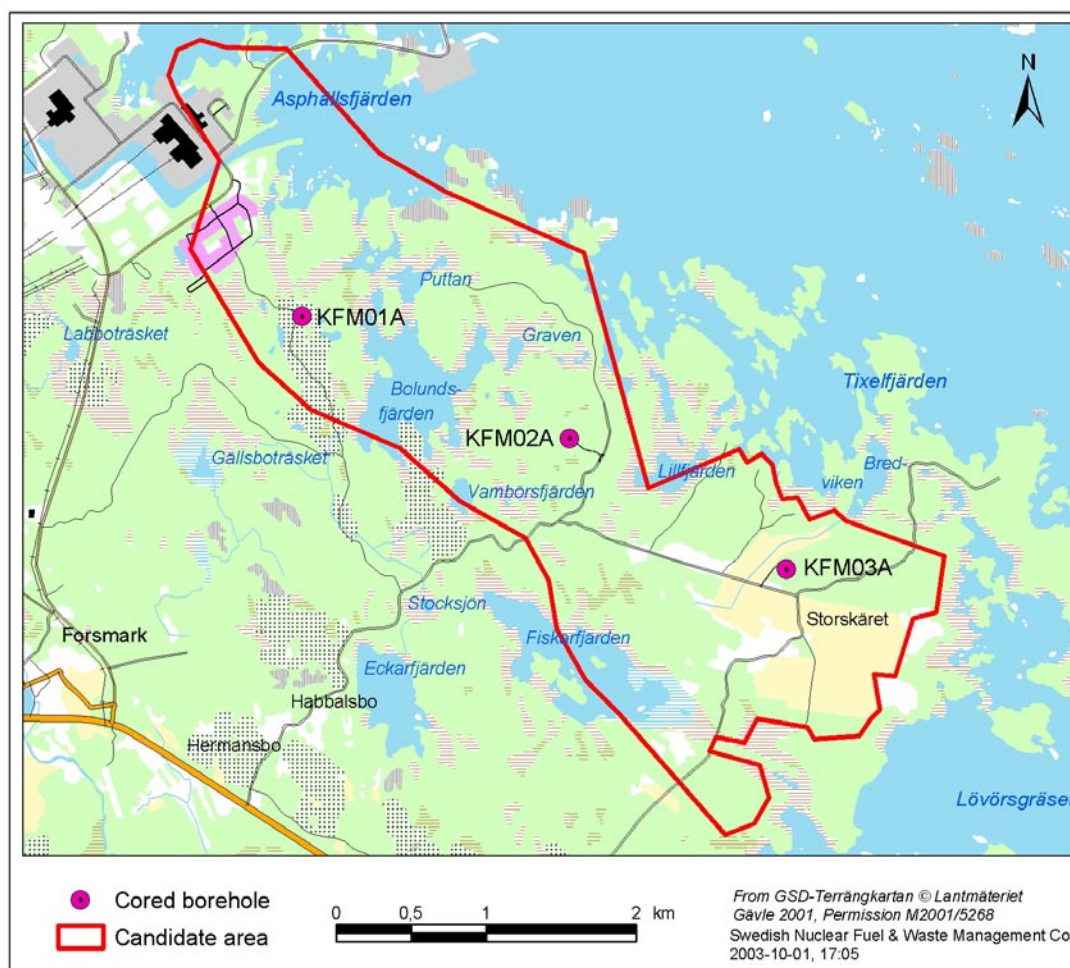 Asphällsfjärden
N
Puttan
KFM01A
Labboträsket
Graven
Bolunds-
fjärden
Tixelfjärden
KFM02A
Gällsboträsket
Lillfjärden
Bred-
viken
Vambörsfjärden
KFM03A
Stocksjön
Storskäret
Forsmark
Fiskarfjärden
Eckarfjärden
Habbalsbo
Hermansbo
Lövörsgräset
Cored borehole
Candidate area
0 0,5 1 2 km
From GSD-Terrängkartan © Lantmäteriet
Gävle 2001, Permission M2001/5268
Swedish Nuclear Fuel & Waste Management Co
2003-10-01, 17:05